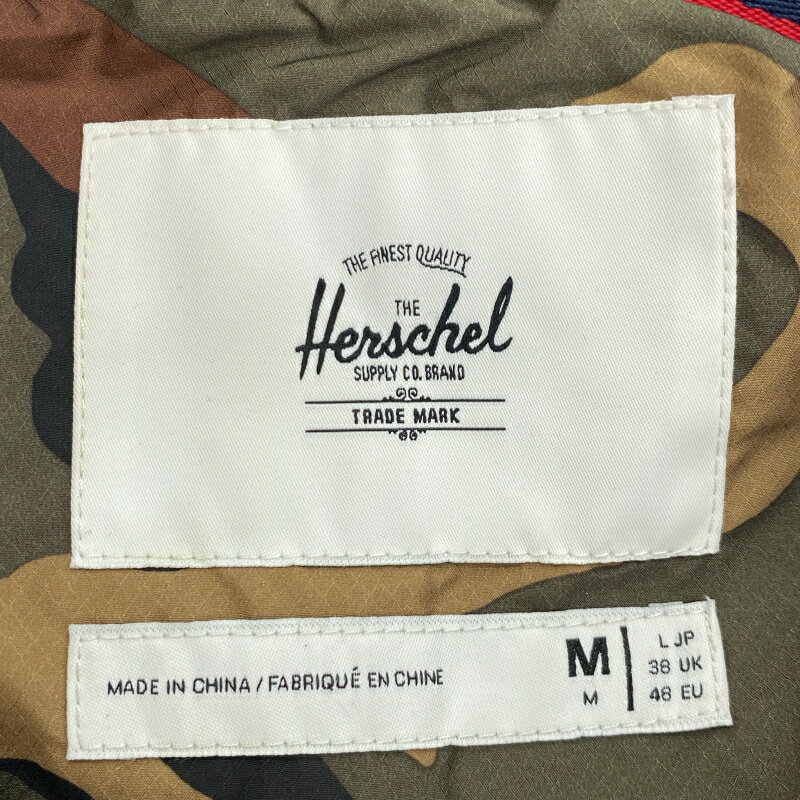 THE FINEST QUALITY
THE
Herschel
SUPPLY CO. BRAND
TRADE MARK
MADE IN CHINA / FABRIQUÉ EN CHINE
M
M
L JP
38 UK
48 EU